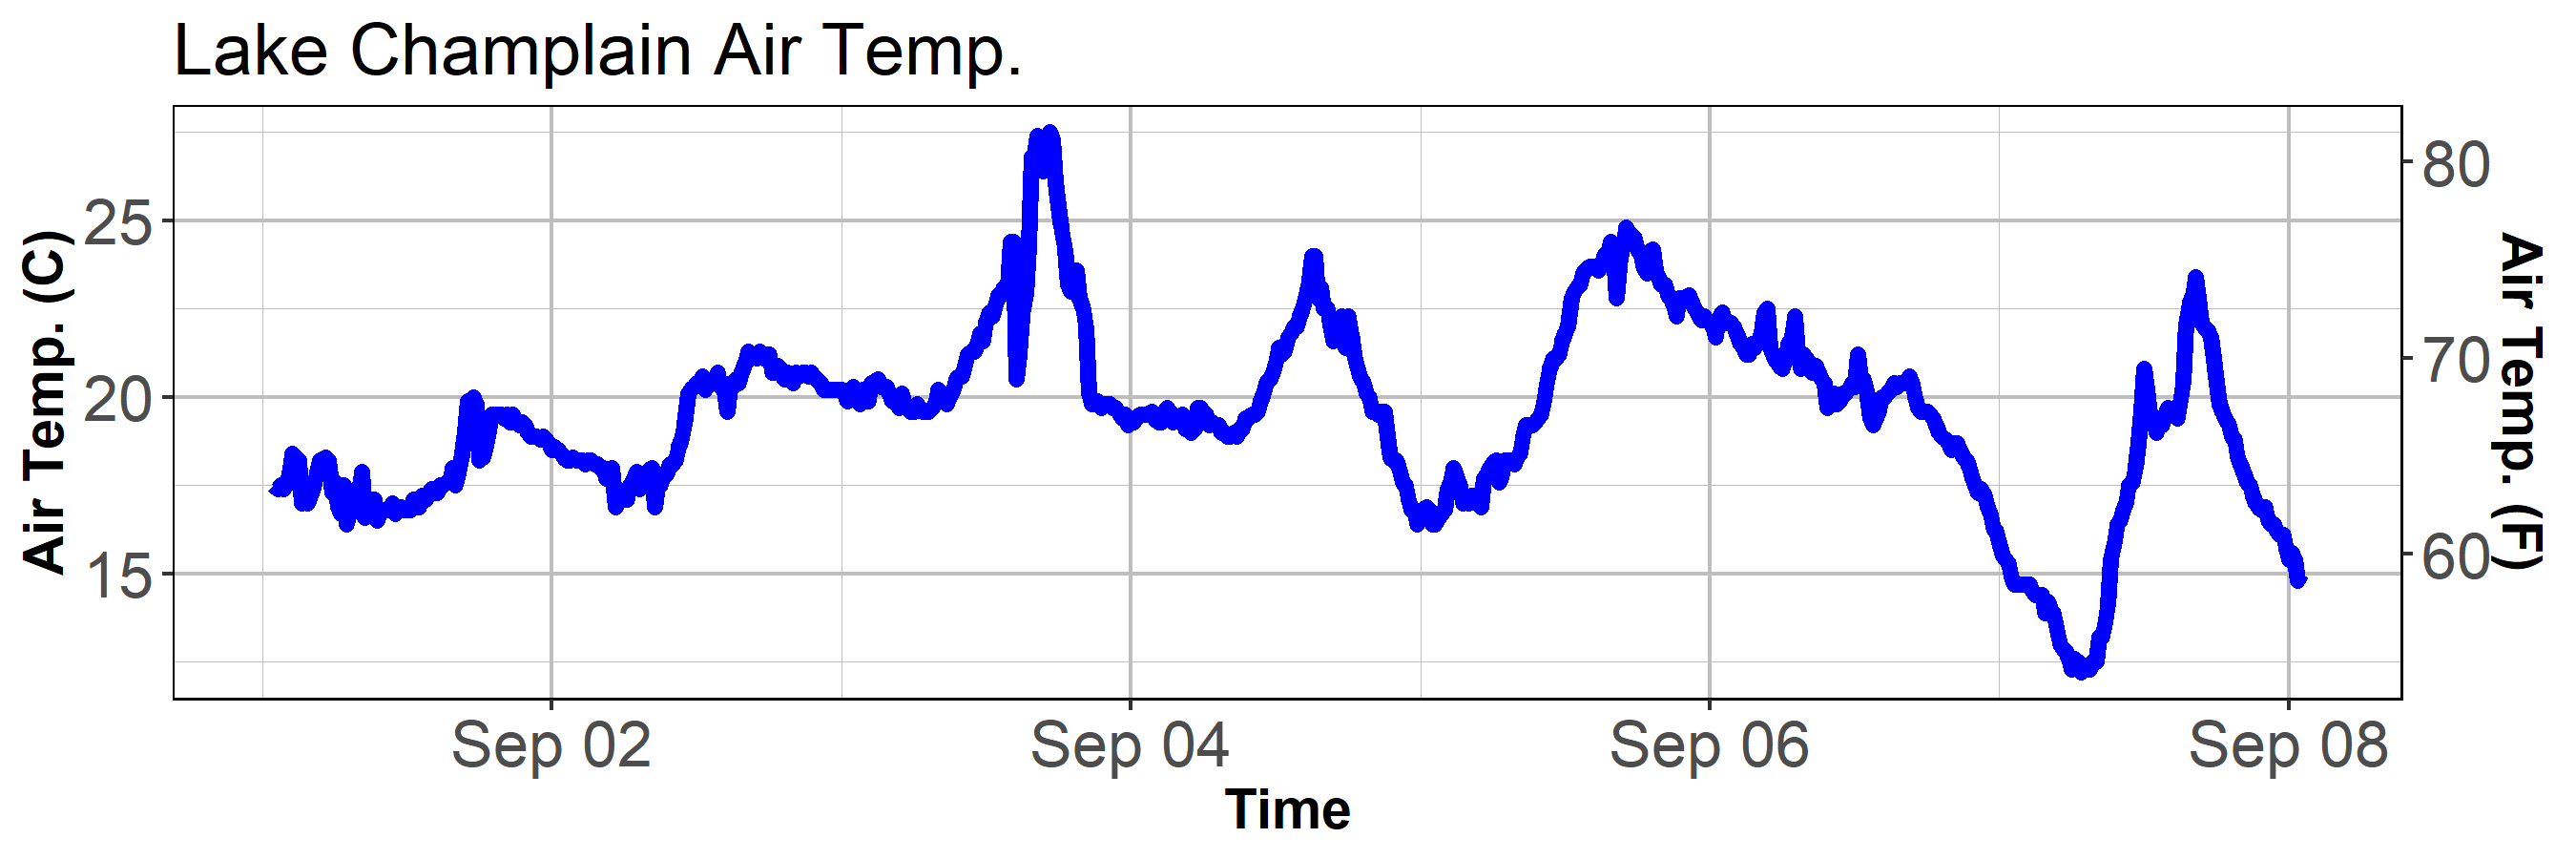 Lake Champlain Air Temp.
Air Temp. (C)
25
20
15
80
70
60
Air Temp. (F)
Sep 02
Sep 04
Sep 06
Sep 08
Time